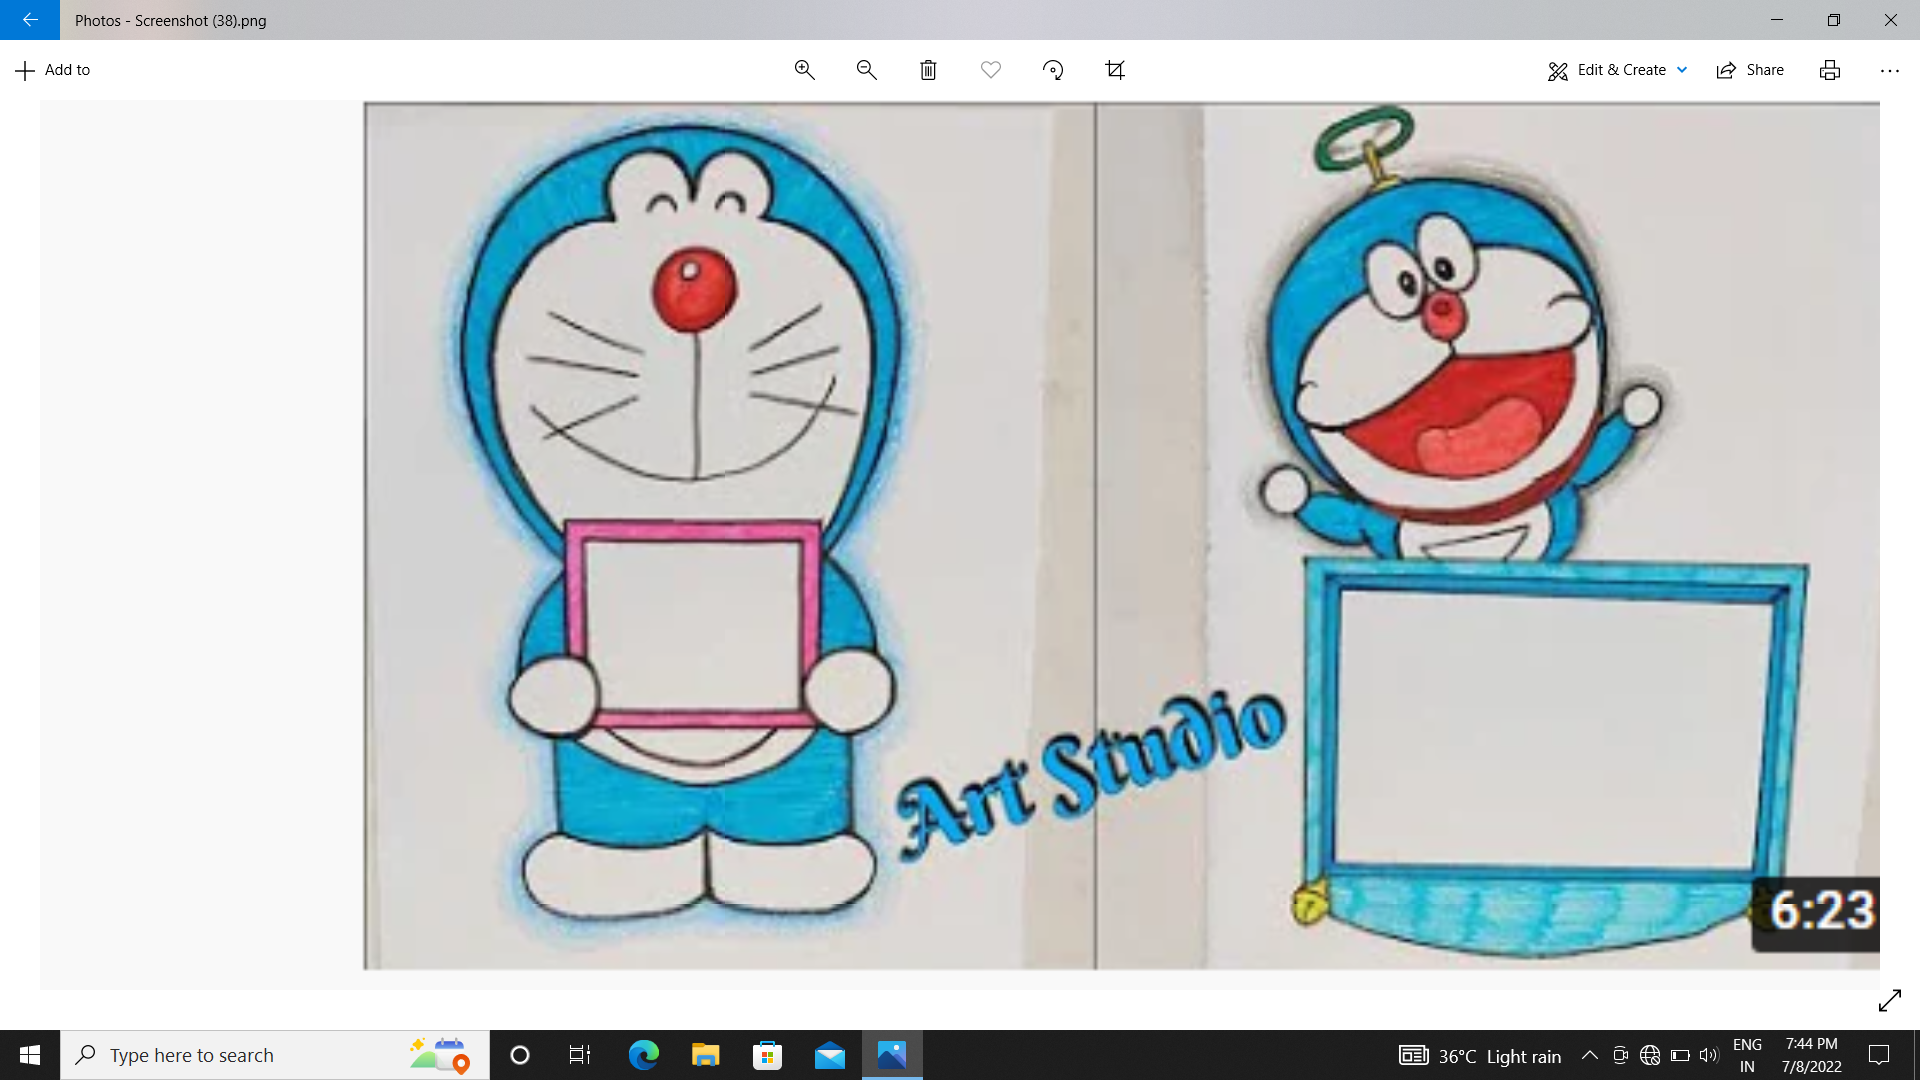 Photos - Screenshot (38).png
Add to
Edit & Create
Share
Art Studio
6:23
Type here to search
36°C Light rain
ENG
IN
7:44 PM
7/8/2022